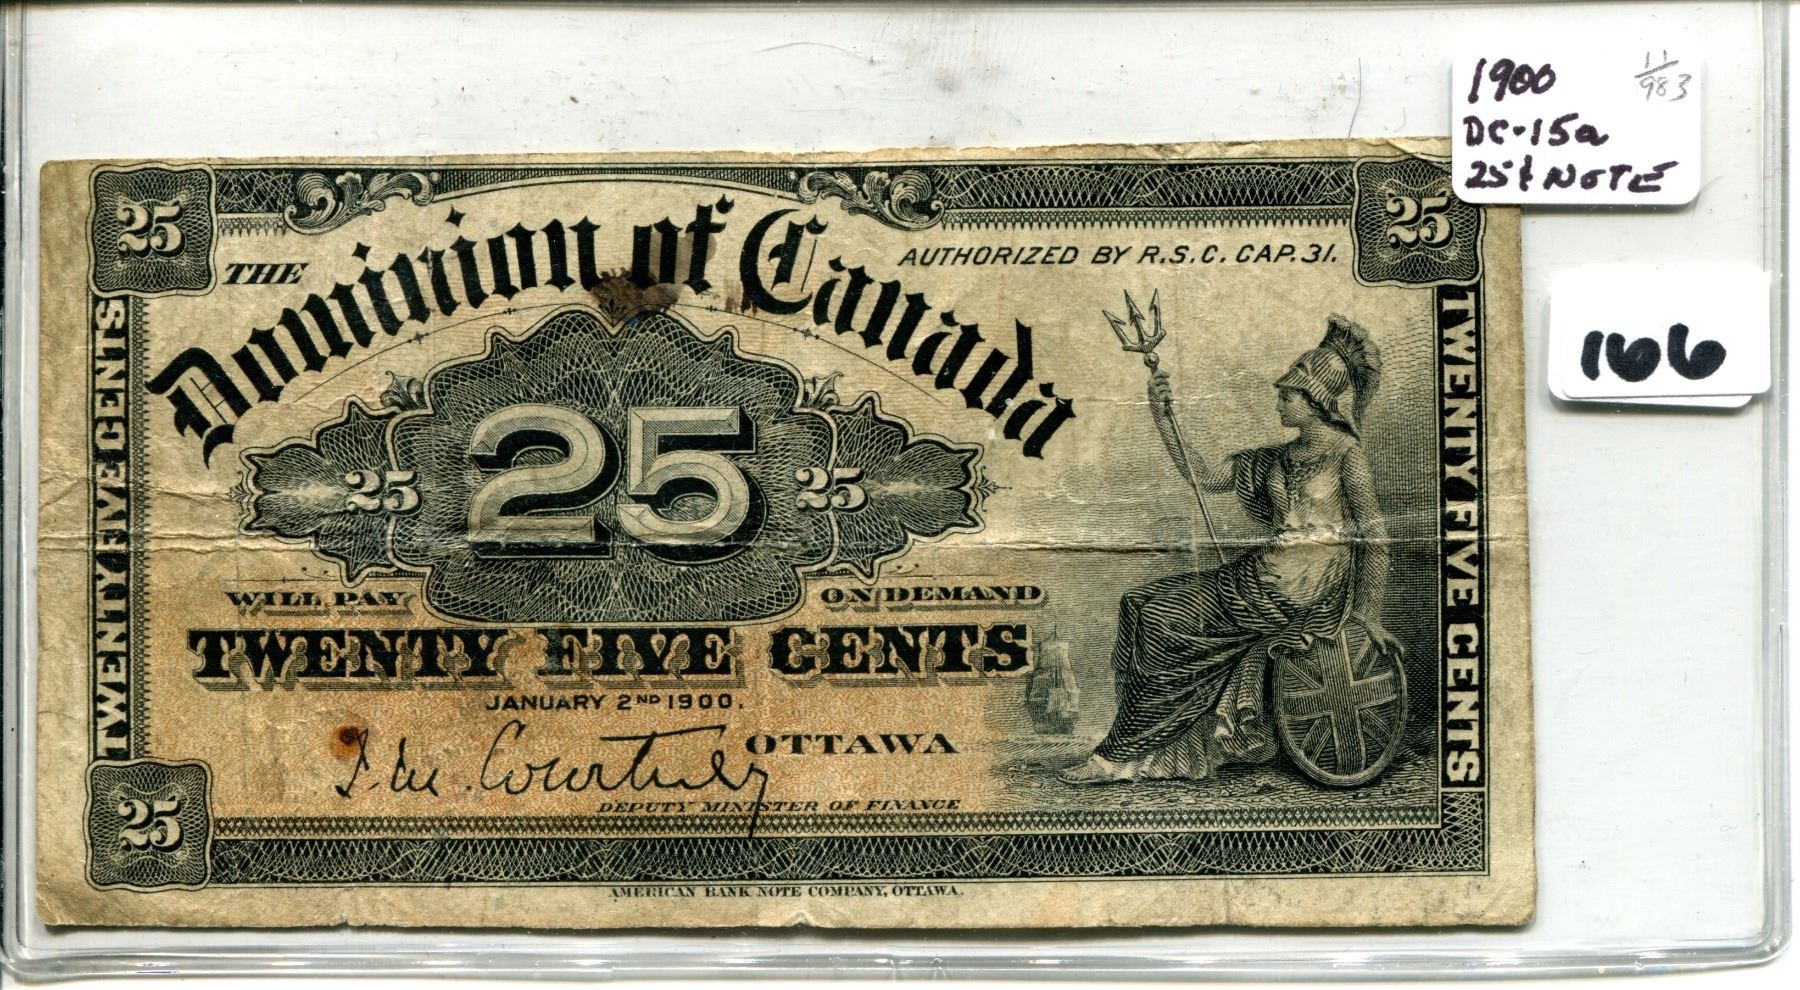 1900
11/983
DC-15a
25¢ NOTE
166
25
25
THE
Dominion of Canada
AUTHORIZED BY R.S.C. CAP. 31.
TWENTY FIVE CENTS
TWENTY FIVE CENTS
25
25
25
WILL PAY
ON DEMAND
TWENTY FIVE CENTS
JANUARY 2ND 1900.
OTTAWA
J. M. Courtney
DEPUTY MINISTER OF FINANCE
25
AMERICAN BANK NOTE COMPANY, OTTAWA.